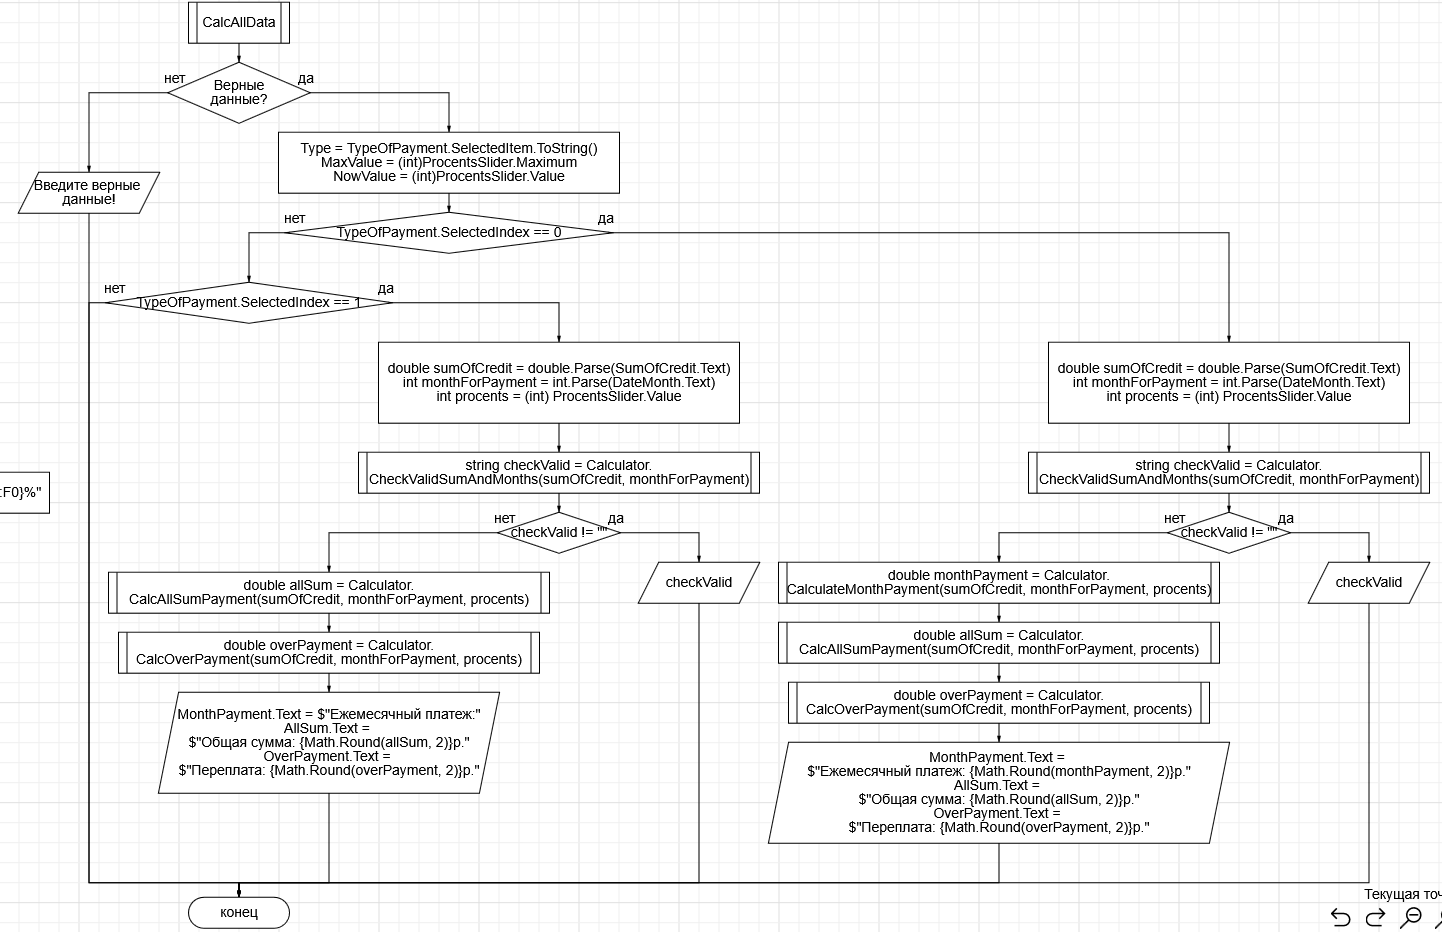 CalcAllData
нет
да
Верные
данные?
Type = TypeOfPayment.SelectedItem.ToString()
MaxValue = (int)ProcentsSlider.Maximum
NowValue = (int)ProcentsSlider.Value
Введите верные
данные!
нет
да
TypeOfPayment.SelectedIndex == 0
нет
да
TypeOfPayment.SelectedIndex == 1
double sumOfCredit = double.Parse(SumOfCredit.Text)
int monthForPayment = int.Parse(DateMonth.Text)
int procents = (int) ProcentsSlider.Value
double sumOfCredit = double.Parse(SumOfCredit.Text)
int monthForPayment = int.Parse(DateMonth.Text)
int procents = (int) ProcentsSlider.Value
string checkValid = Calculator.
CheckValidSumAndMonths(sumOfCredit, monthForPayment)
string checkValid = Calculator.
CheckValidSumAndMonths(sumOfCredit, monthForPayment)
:F0}%"
нет
да
checkValid != ""
нет
да
checkValid != ""
double allSum = Calculator.
CalcAllSumPayment(sumOfCredit, monthForPayment, procents)
checkValid
double monthPayment = Calculator.
CalculateMonthPayment(sumOfCredit, monthForPayment, procents)
checkValid
double overPayment = Calculator.
CalcOverPayment(sumOfCredit, monthForPayment, procents)
double allSum = Calculator.
CalcAllSumPayment(sumOfCredit, monthForPayment, procents)
double overPayment = Calculator.
CalcOverPayment(sumOfCredit, monthForPayment, procents)
MonthPayment.Text = $"Ежемесячный платеж:"
AllSum.Text =
$"Общая сумма: {Math.Round(allSum, 2)}р."
OverPayment.Text =
$"Переплата: {Math.Round(overPayment, 2)}р."
MonthPayment.Text =
$"Ежемесячный платеж: {Math.Round(monthPayment, 2)}р."
AllSum.Text =
$"Общая сумма: {Math.Round(allSum, 2)}р."
OverPayment.Text =
$"Переплата: {Math.Round(overPayment, 2)}р."
конец
Текущая точ